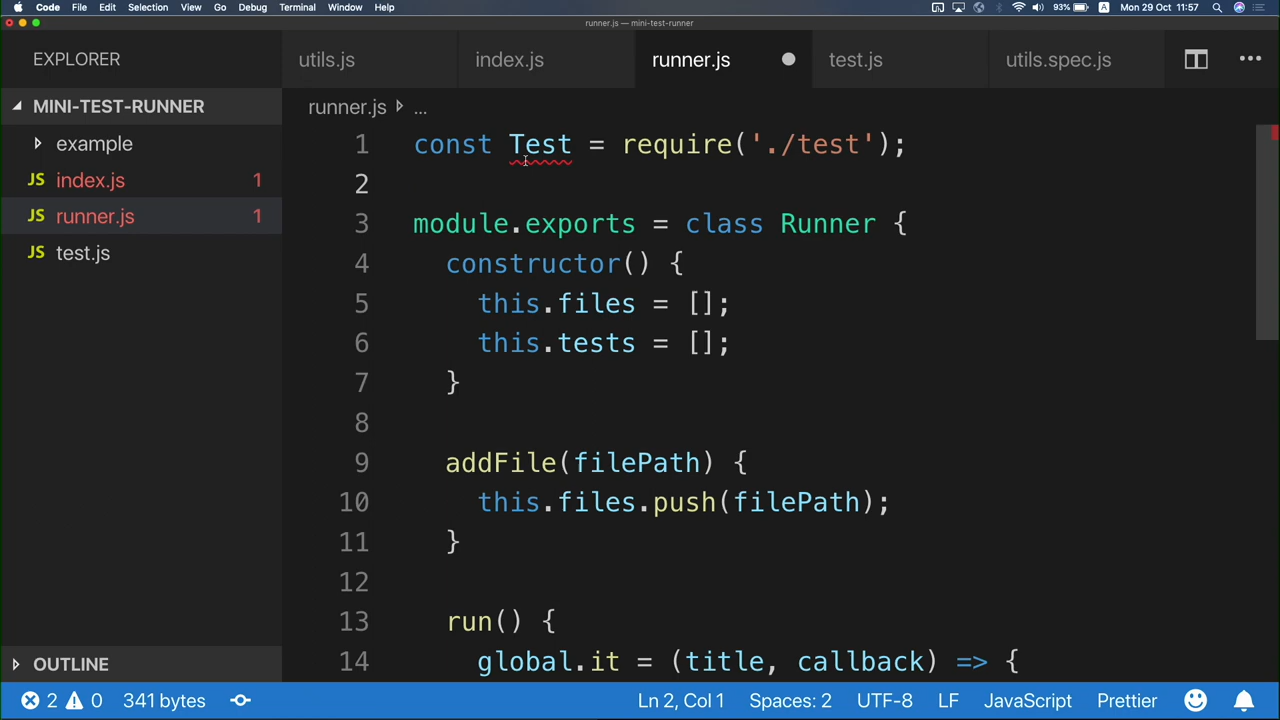 Code File Edit Selection View Go Debug Terminal Window Help 93% A Mon 29 Oct 11:57
runner.js — mini-test-runner
EXPLORER
utils.js index.js runner.js test.js utils.spec.js
MINI-TEST-RUNNER
example
JS index.js 1
JS runner.js 1
JS test.js
OUTLINE
runner.js ...
1 const Test = require('./test');
2
3 module.exports = class Runner {
4 constructor() {
5 this.files = [];
6 this.tests = [];
7 }
8
9 addFile(filePath) {
10 this.files.push(filePath);
11 }
12
13 run() {
14 global.it = (title, callback) => {
2 0 341 bytes Ln 2, Col 1 Spaces: 2 UTF-8 LF JavaScript Prettier